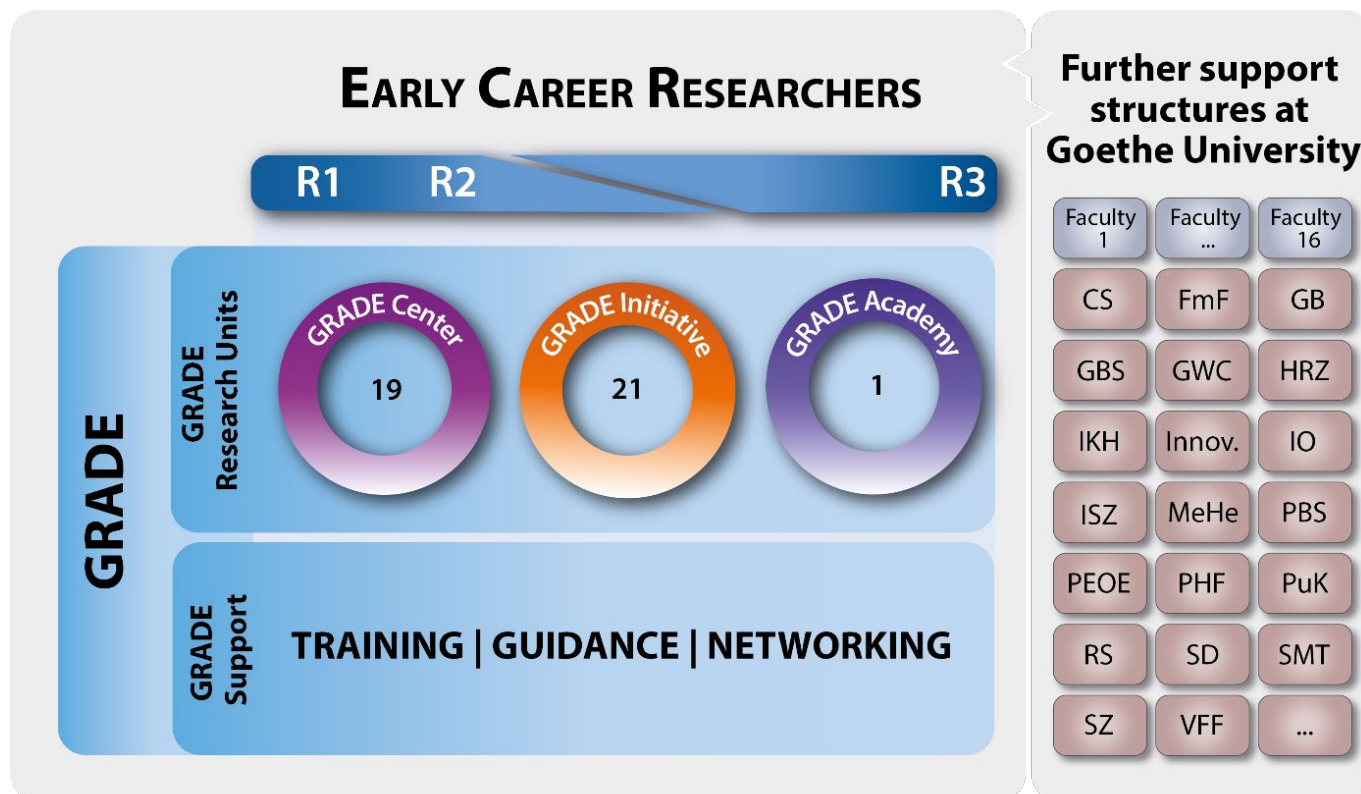 EARLY CAREER RESEARCHERS
R1 R2 R3
GRADE
GRADE
Research Units
GRADE Center
19
GRADE Initiative
21
GRADE Academy
1
GRADE
Support
TRAINING | GUIDANCE | NETWORKING
Further support
structures at
Goethe University
Faculty
1
Faculty
...
Faculty
16
CS FmF GB
GBS GWC HRZ
IKH Innov. IO
ISZ MeHe PBS
PEOE PHF PuK
RS SD SMT
SZ VFF ...